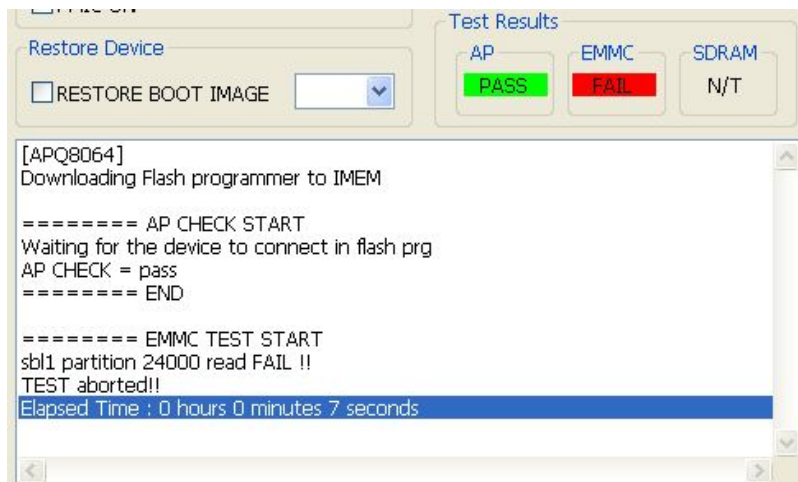 Test Results
Restore Device
AP
EMMC
SDRAM
RESTORE BOOT IMAGE
PASS
FAIL
N/T
[APQ8064]
Downloading Flash programmer to IMEM
======== AP CHECK START
Waiting for the device to connect in flash prg
AP CHECK = pass
======== END
======== EMMC TEST START
sbl1 partition 24000 read FAIL !!
TEST aborted!!
Elapsed Time : 0 hours 0 minutes 7 seconds